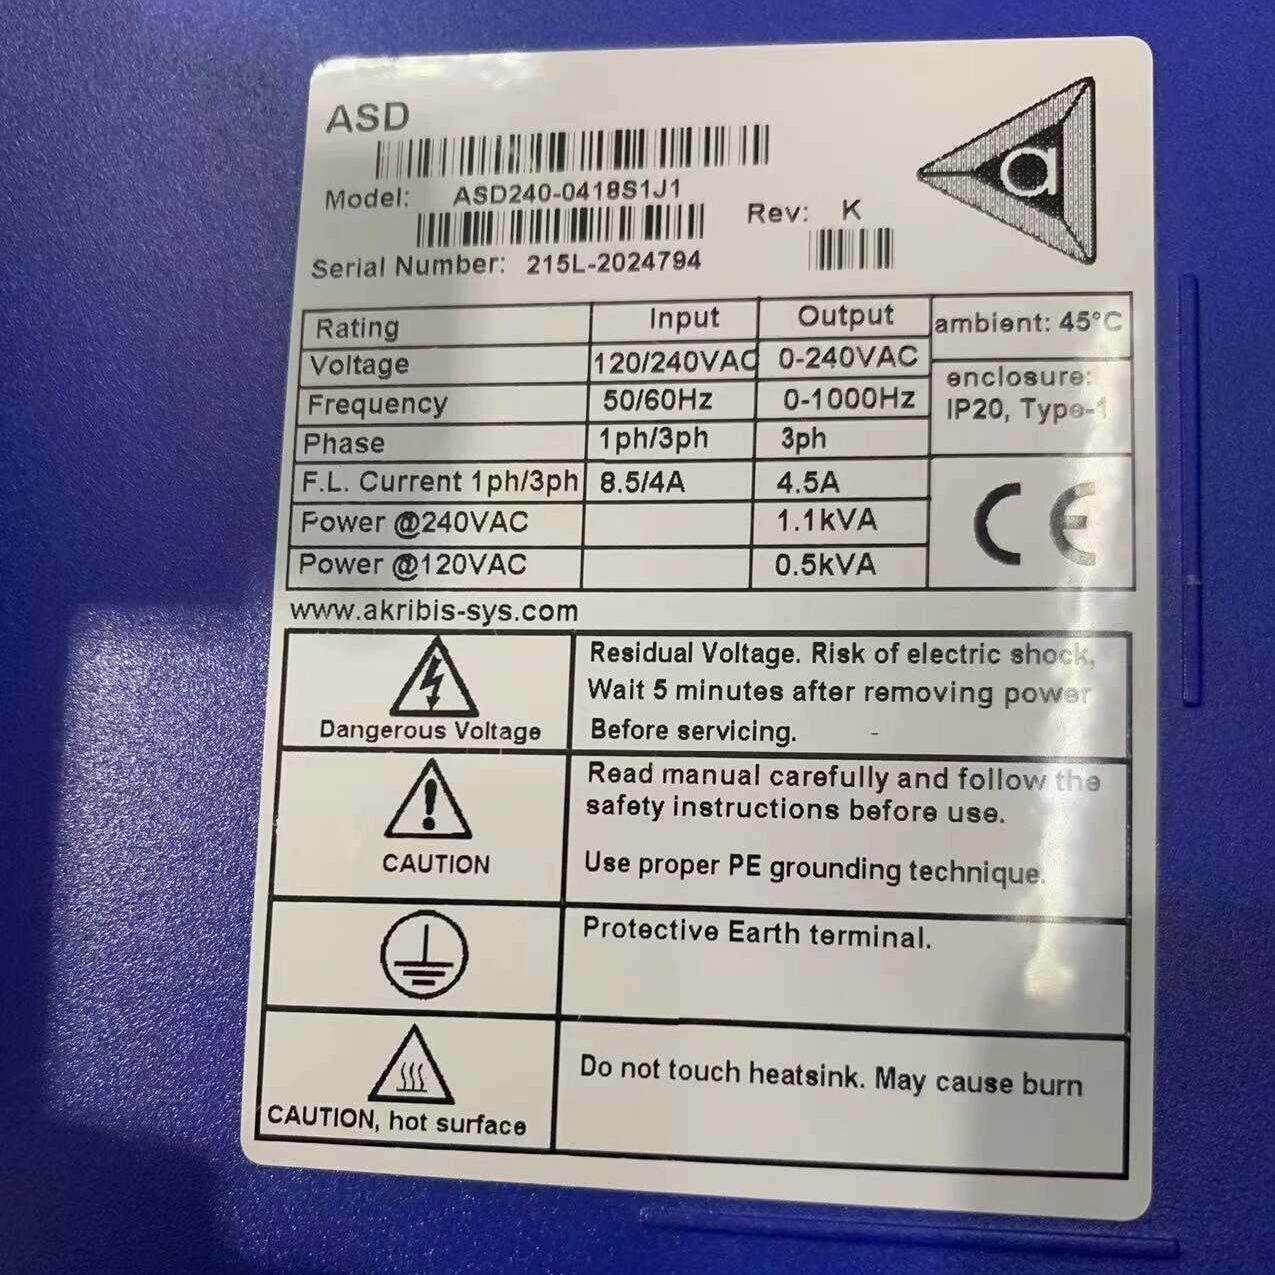 ASD
Model: ASD240-0418S1J1
Rev: K
Serial Number: 215L-2024794
Rating Input Output ambient: 45°C
Voltage 120/240VAC 0-240VAC
enclosure:
IP20, Type-1
Frequency 50/60Hz 0-1000Hz
Phase 1ph/3ph 3ph
F.L. Current 1ph/3ph 8.5/4A 4.5A
Power @240VAC 1.1kVA
Power @120VAC 0.5kVA
CE
www.akribis-sys.com
Dangerous Voltage
Residual Voltage. Risk of electric shock,
Wait 5 minutes after removing power
Before servicing.
CAUTION
Read manual carefully and follow the
safety instructions before use.
Use proper PE grounding technique.
Protective Earth terminal.
CAUTION, hot surface
Do not touch heatsink. May cause burn